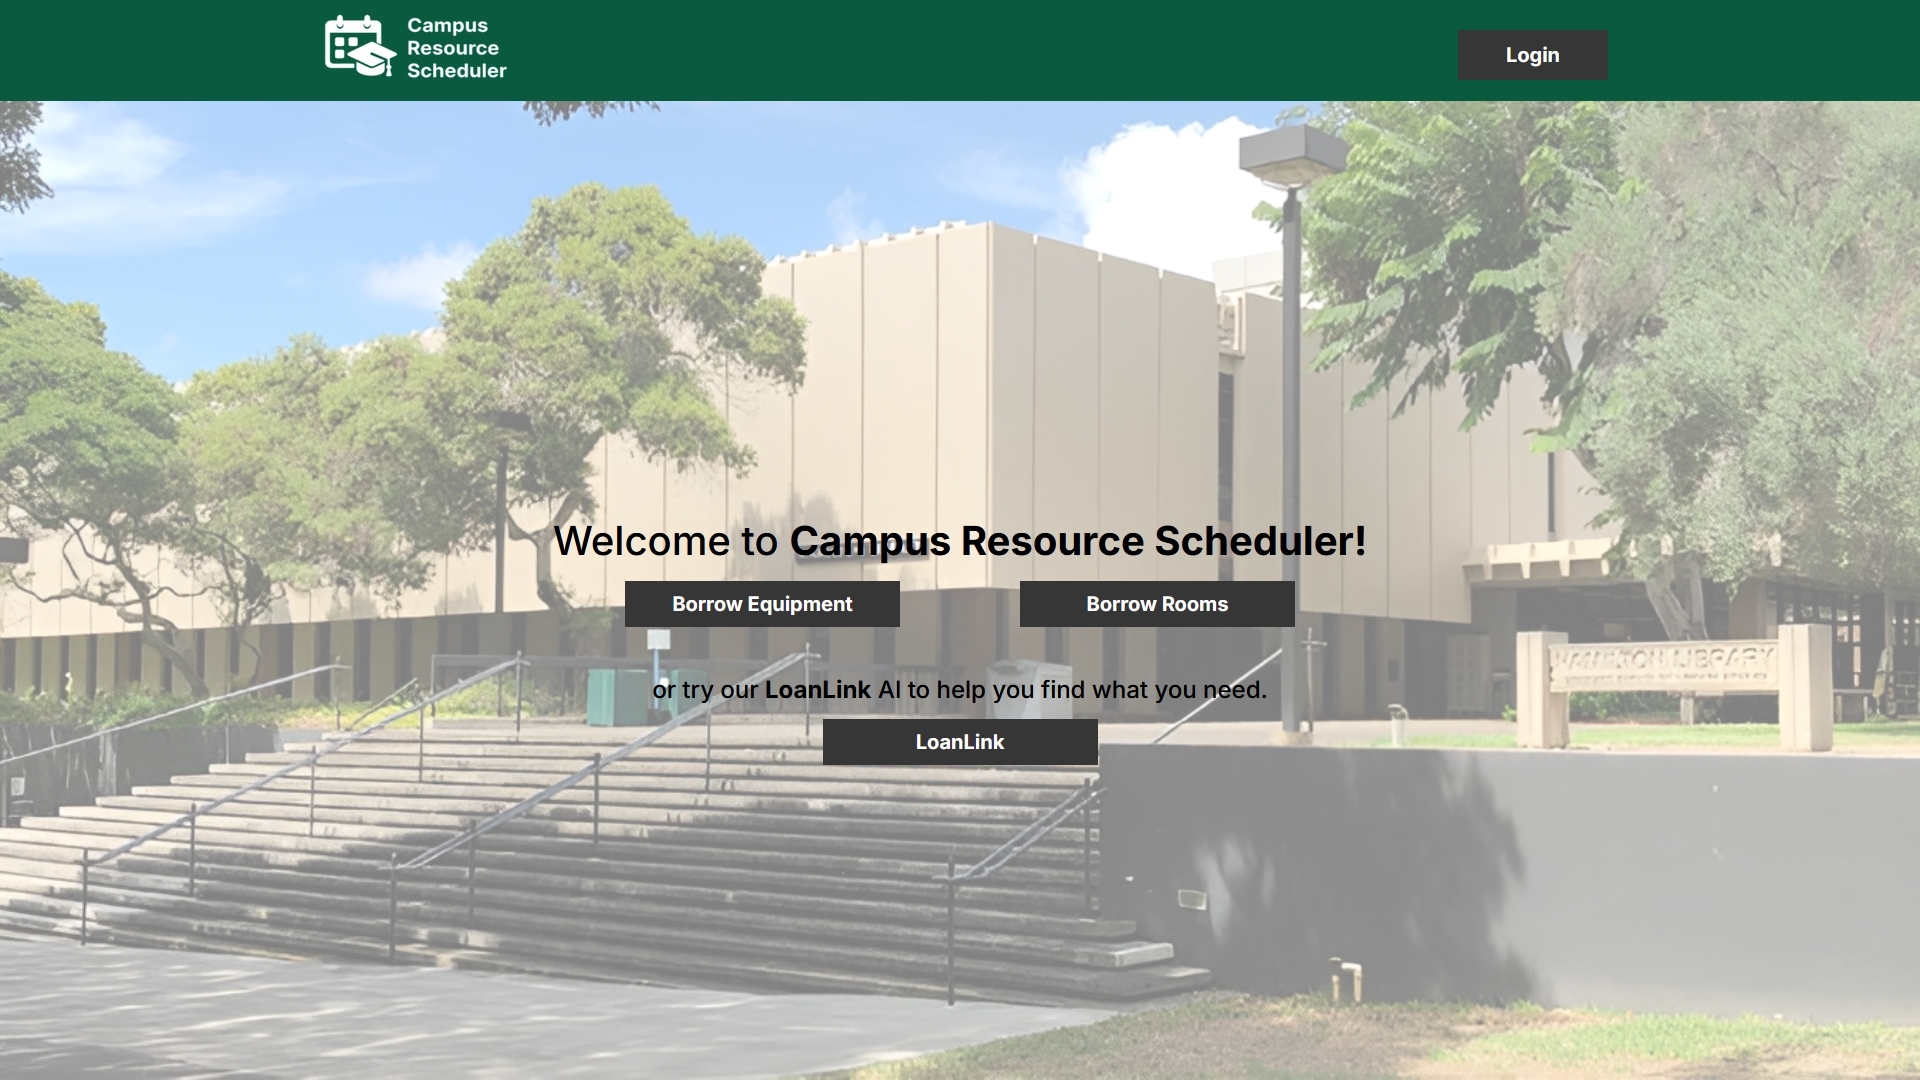 Campus
Resource
Scheduler
Login
Welcome to Campus Resource Scheduler!
Borrow Equipment
Borrow Rooms
or try our LoanLink AI to help you find what you need.
LoanLink
LIBRARY